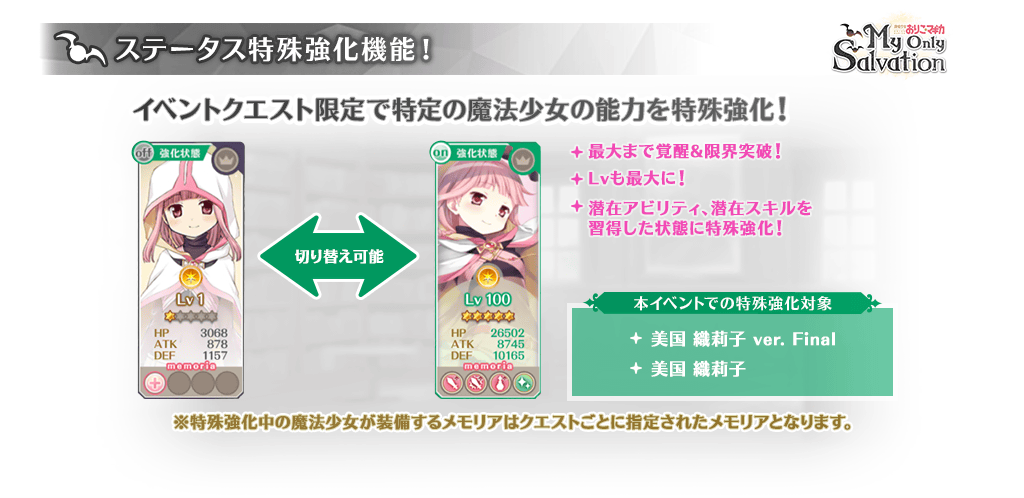 ステータス特殊強化機能！
おりこマギカ
My Only
Salvation
イベントクエスト限定で特定の魔法少女の能力を特殊強化！
off 強化状態
Lv 1
HP 3068
ATK 878
DEF 1157
memoria
切り替え可能
on 強化状態
Lv 100
HP 26502
ATK 8745
DEF 10165
memoria
最大まで覚醒&限界突破！
Lvも最大に！
潜在アビリティ、潜在スキルを
習得した状態に特殊強化！
本イベントでの特殊強化対象
美国 織莉子 ver. Final
美国 織莉子
※特殊強化中の魔法少女が装備するメモリアはクエストごとに指定されたメモリアとなります。